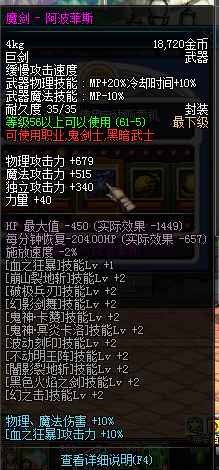 魔剑 - 阿波菲斯
4kg 18,720金币
巨剑 武器
缓慢攻击速度 武器
物理武器技能 : MP+20%冷却时间+10%
魔法武器技能 : MP-10%
耐久度 35/35 封装
等级56以上可以使用 (61-5) 最下级
可使用职业,鬼剑士,黑暗武士
物理攻击力 +679
魔法攻击力 +515
独立攻击力 +340
力量 +40
HP 最大值 -450 (实际效果 -1449)
每分钟恢复-204.00HP (实际效果 -657)
施放速度 -2%
[血之狂暴]技能Lv +1
[崩山裂地斩]技能Lv +2
[破极兵刃]技能Lv +2
[幻影剑舞]技能Lv +2
[鬼神·卡赞]技能Lv +2
[鬼神·冥炎卡洛]技能Lv +2
[波动刻印]技能Lv +2
[不动明王阵]技能Lv +2
[闇影裂地斩]技能Lv +2
[黑色火焰之剑]技能Lv +2
[幻之击]技能Lv +2
物理、魔法伤害 +10%
[血之狂暴]攻击力 +10%
查看详细说明(F4)